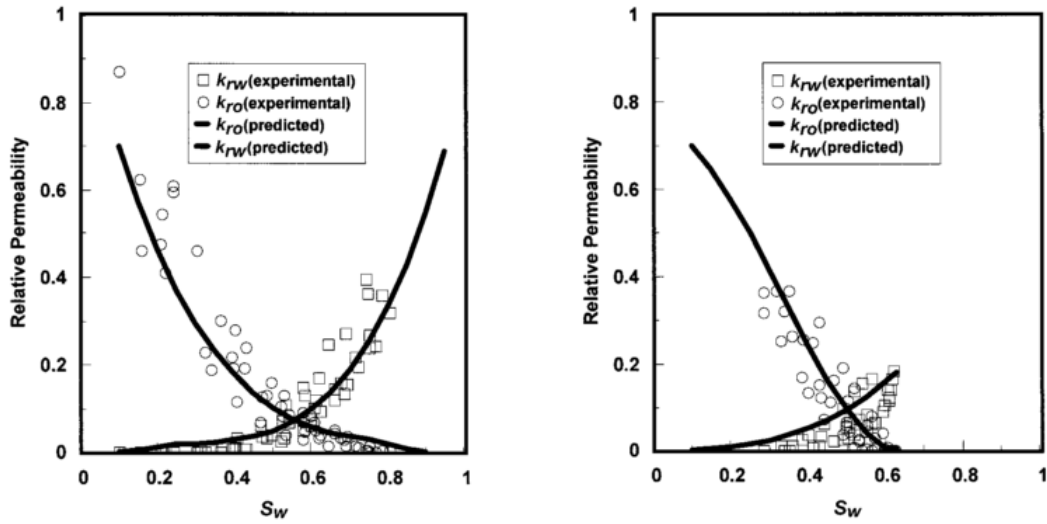 1
0.8
0.6
0.4
0.2
0
Relative Permeability
k_rw(experimental)
k_ro(experimental)
k_ro(predicted)
k_rw(predicted)
0 0.2 0.4 0.6 0.8 1
S_w
1
0.8
0.6
0.4
0.2
0
Relative Permeability
k_rw(experimental)
k_ro(experimental)
k_ro(predicted)
k_rw(predicted)
0 0.2 0.4 0.6 0.8 1
S_w